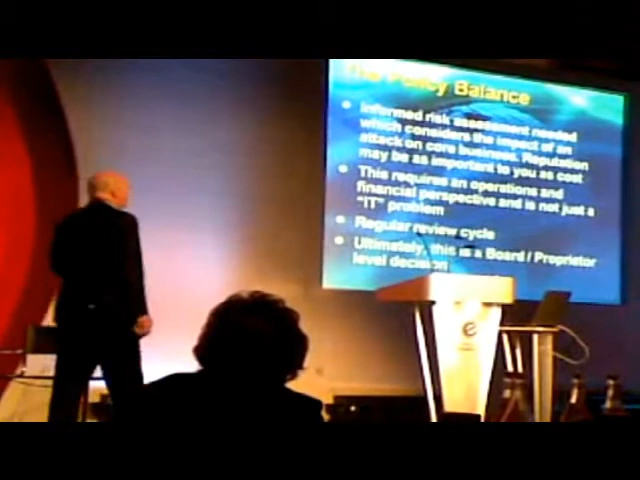 The Policy Balance
• Informed risk assessment needed
which considers the impact of an
attack on core business. Reputation
may be as important to you as cost
• This requires an operations and
financial perspective and is not just a
"IT" problem
• Regular review cycle
• Ultimately, this is a Board / Proprietor
level decision
e